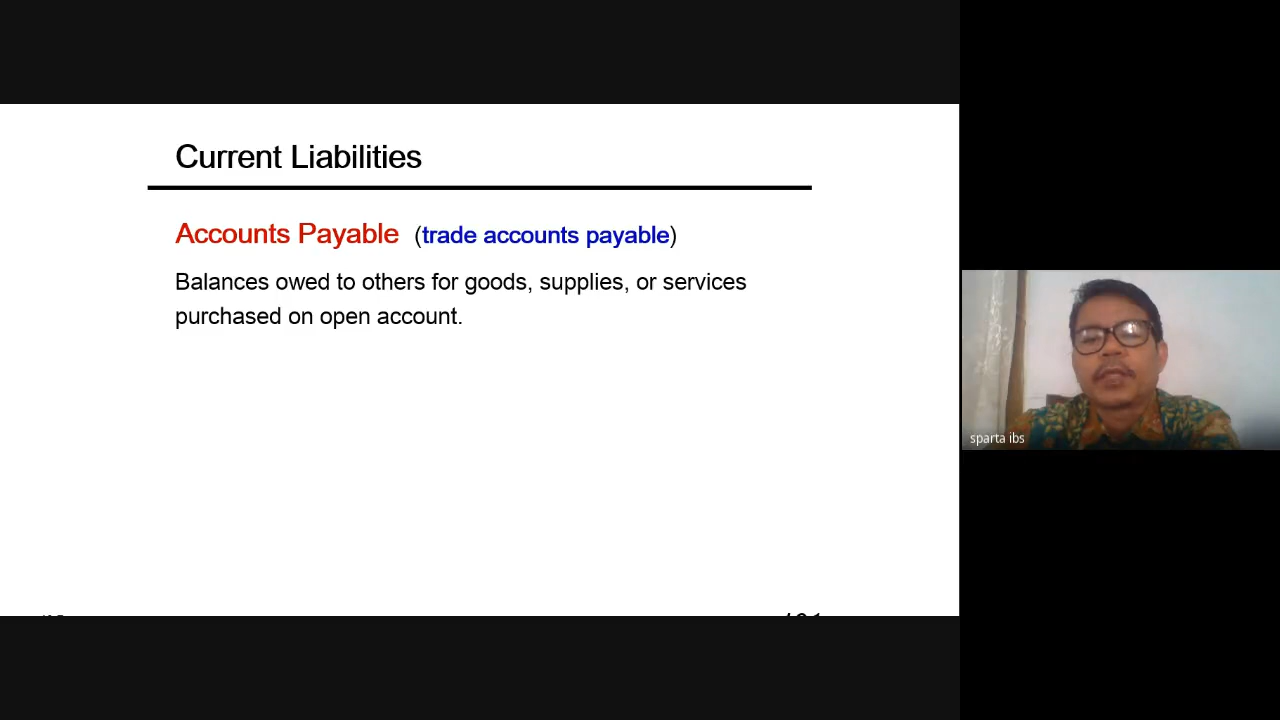 Current Liabilities
Accounts Payable (trade accounts payable)
Balances owed to others for goods, supplies, or services
purchased on open account.
sparta ibs